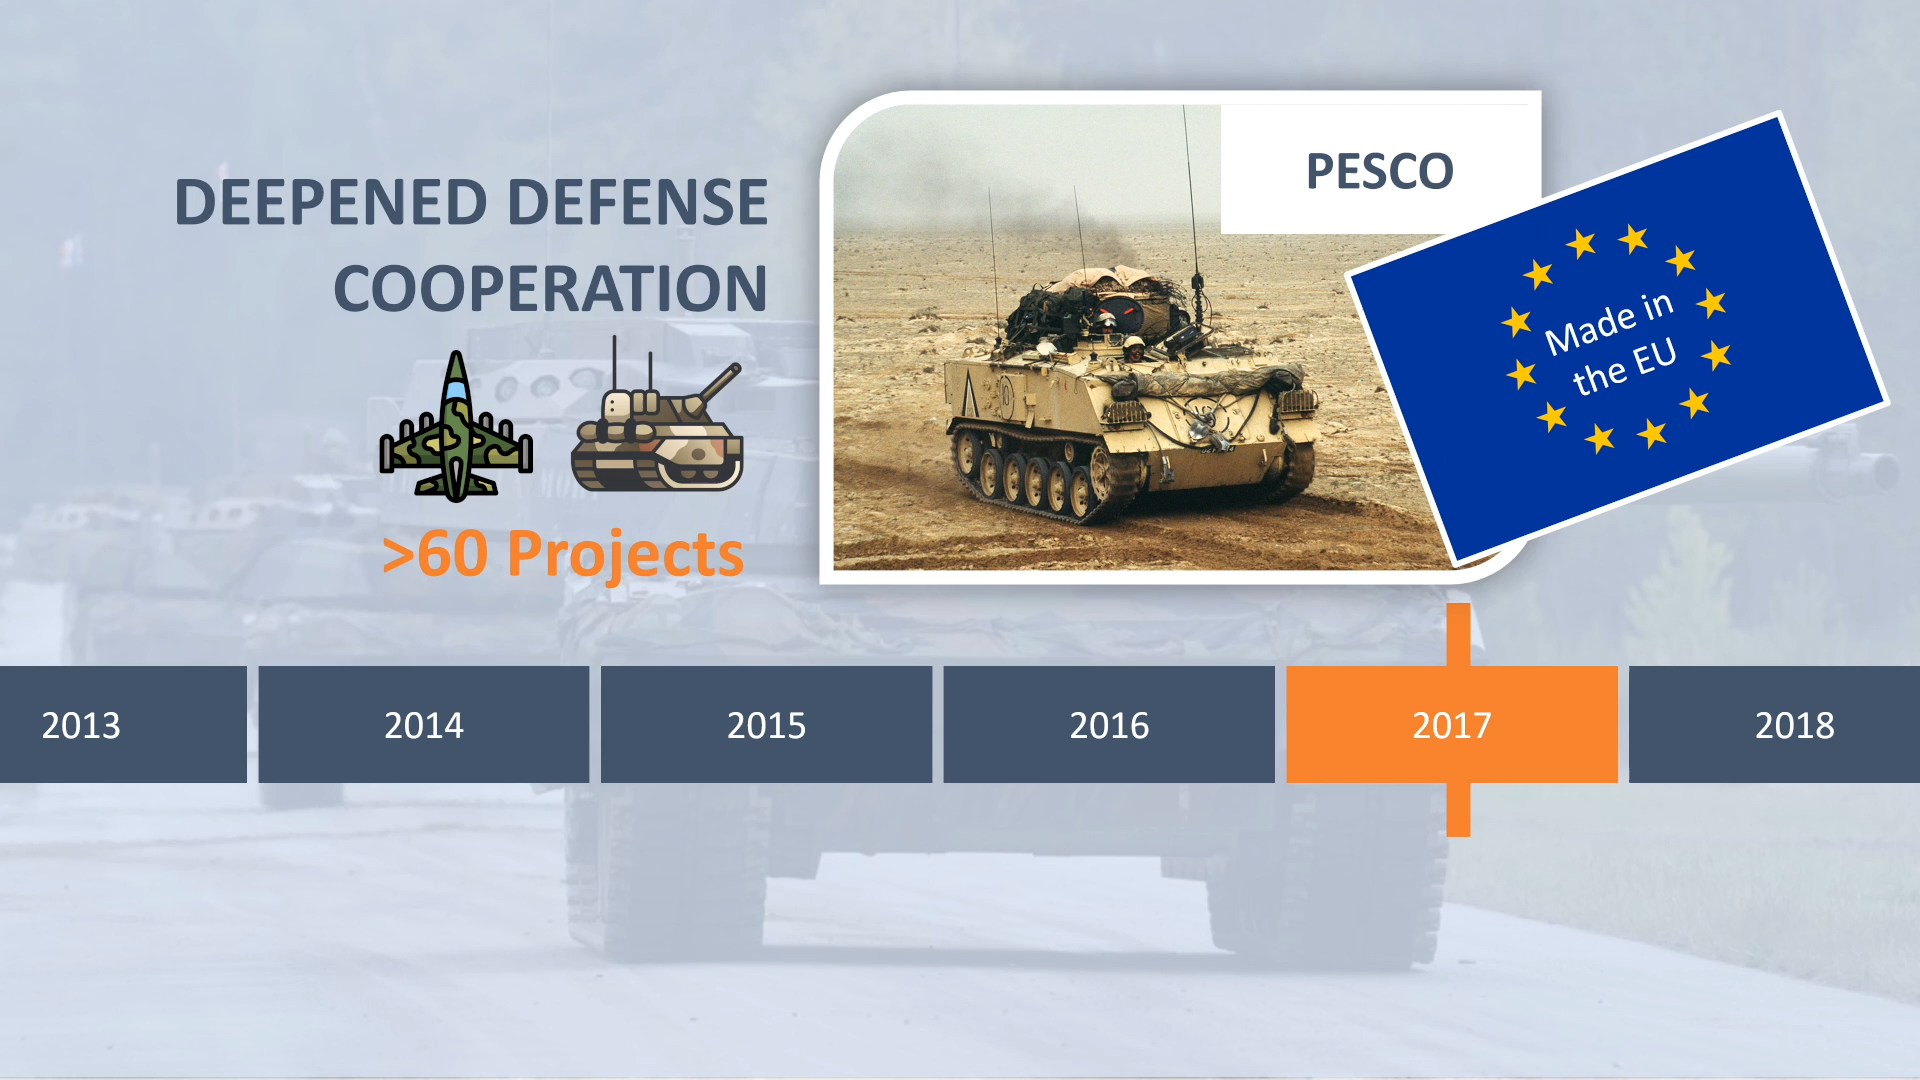 DEEPENED DEFENSE
COOPERATION
>60 Projects
PESCO
Made in
the EU
2013
2014
2015
2016
2017
2018